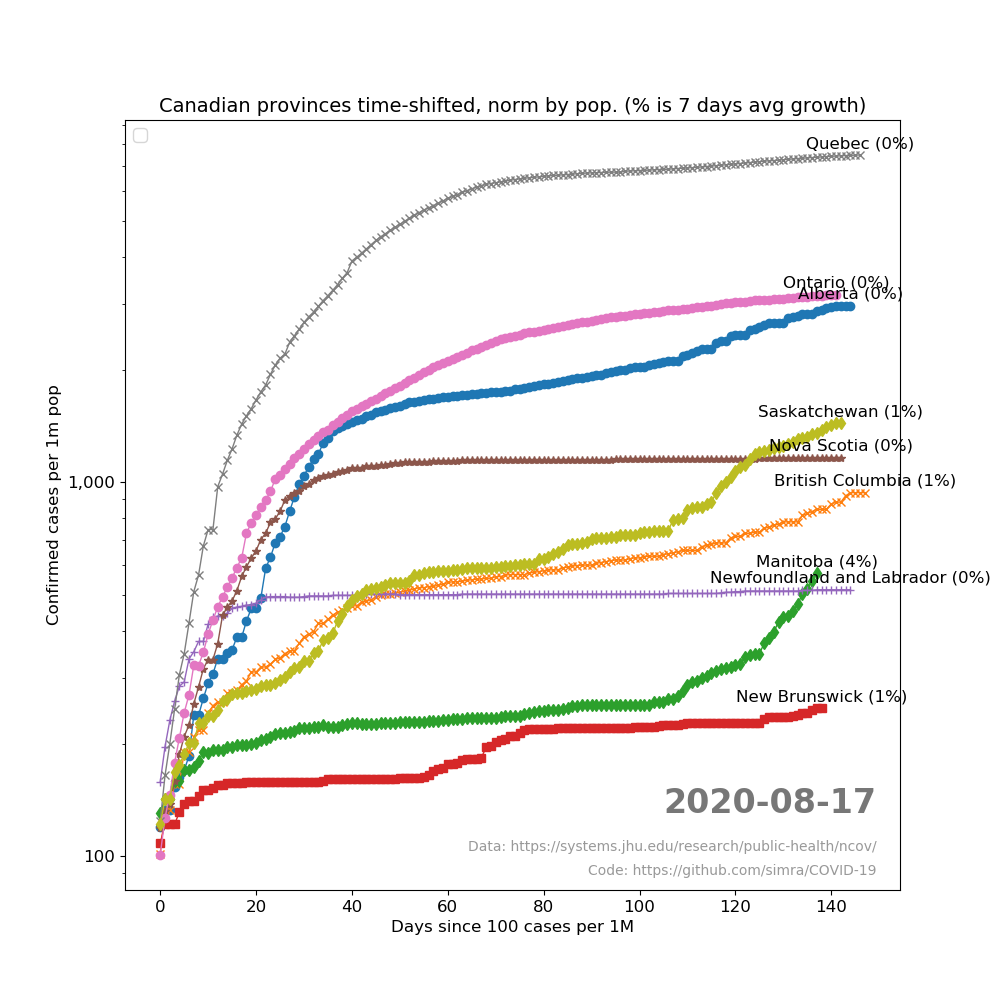 Canadian provinces time-shifted, norm by pop. (% is 7 days avg growth)
Quebec (0%)
Ontario (0%)
Alberta (0%)
Saskatchewan (1%)
Nova Scotia (0%)
British Columbia (1%)
Manitoba (4%)
Newfoundland and Labrador (0%)
New Brunswick (1%)
Confirmed cases per 1m pop
1,000
100
2020-08-17
Data: https://systems.jhu.edu/research/public-health/ncov/
Code: https://github.com/simra/COVID-19
0 20 40 60 80 100 120 140
Days since 100 cases per 1M